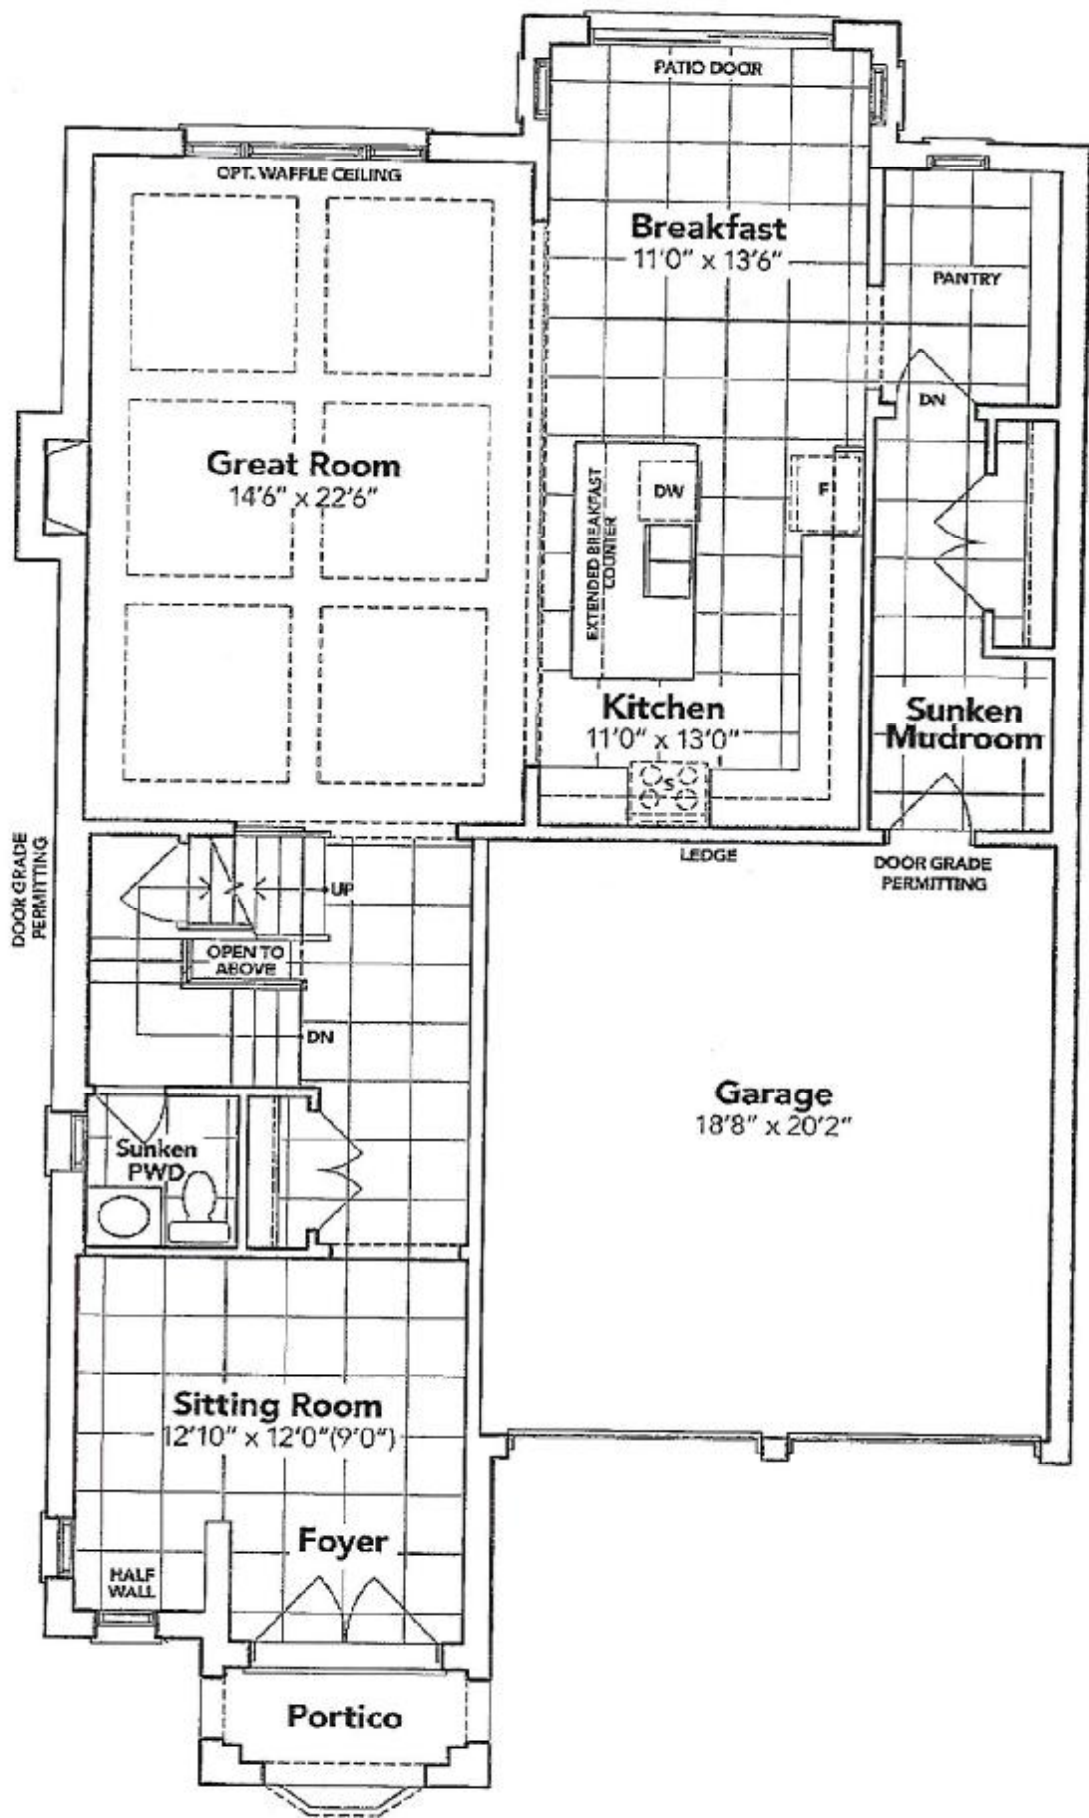 PATIO DOOR
OPT. WAFFLE CEILING
Breakfast
11'0" x 13'6"
PANTRY
DN
Great Room
14'6" x 22'6"
EXTENDED BREAKFAST
COUNTER
DW
F
Kitchen
11'0" x 13'0"
S
Sunken
Mudroom
DOOR GRADE
PERMITTING
LEDGE
DOOR GRADE
PERMITTING
UP
OPEN TO
ABOVE
DN
Garage
18'8" x 20'2"
Sunken
PWD
Sitting Room
12'10" x 12'0"(9'0")
Foyer
HALF
WALL
Portico